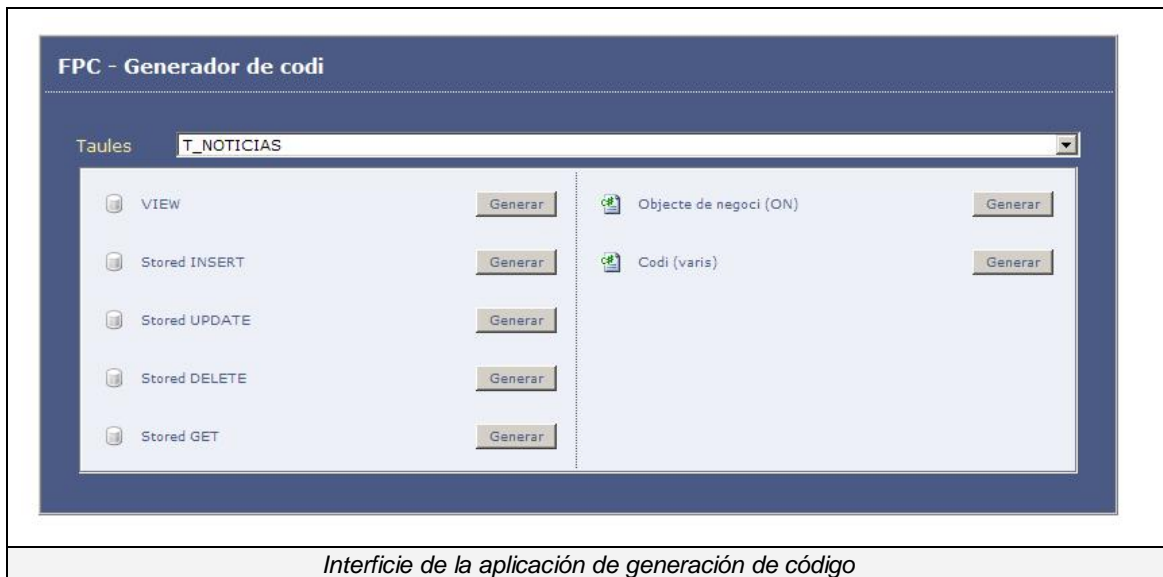 FPC - Generador de codi
Taules T_NOTICIAS
VIEW Generar Objecte de negoci (ON) Generar
Stored INSERT Generar Codi (varis) Generar
Stored UPDATE Generar
Stored DELETE Generar
Stored GET Generar
Interficie de la aplicación de generación de código